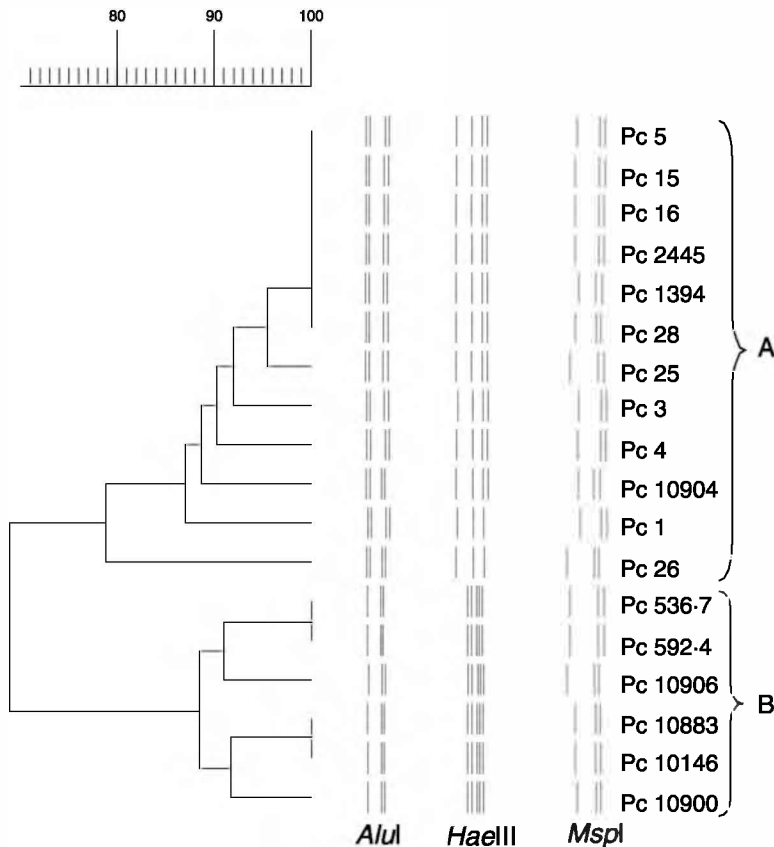 80 90 100
Pc 5
Pc 15
Pc 16
Pc 2445
Pc 1394
Pc 28
Pc 25
A
Pc 3
Pc 4
Pc 10904
Pc 1
Pc 26
Pc 536·7
Pc 592·4
Pc 10906
B
Pc 10883
Pc 10146
Pc 10900
AluI HaeIII MspI